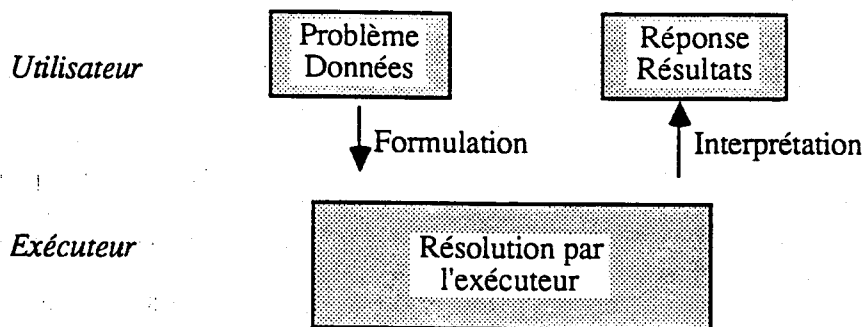 Utilisateur
Problème
Données
Réponse
Résultats
Formulation
Interprétation
Exécuteur
Résolution par
l'exécuteur